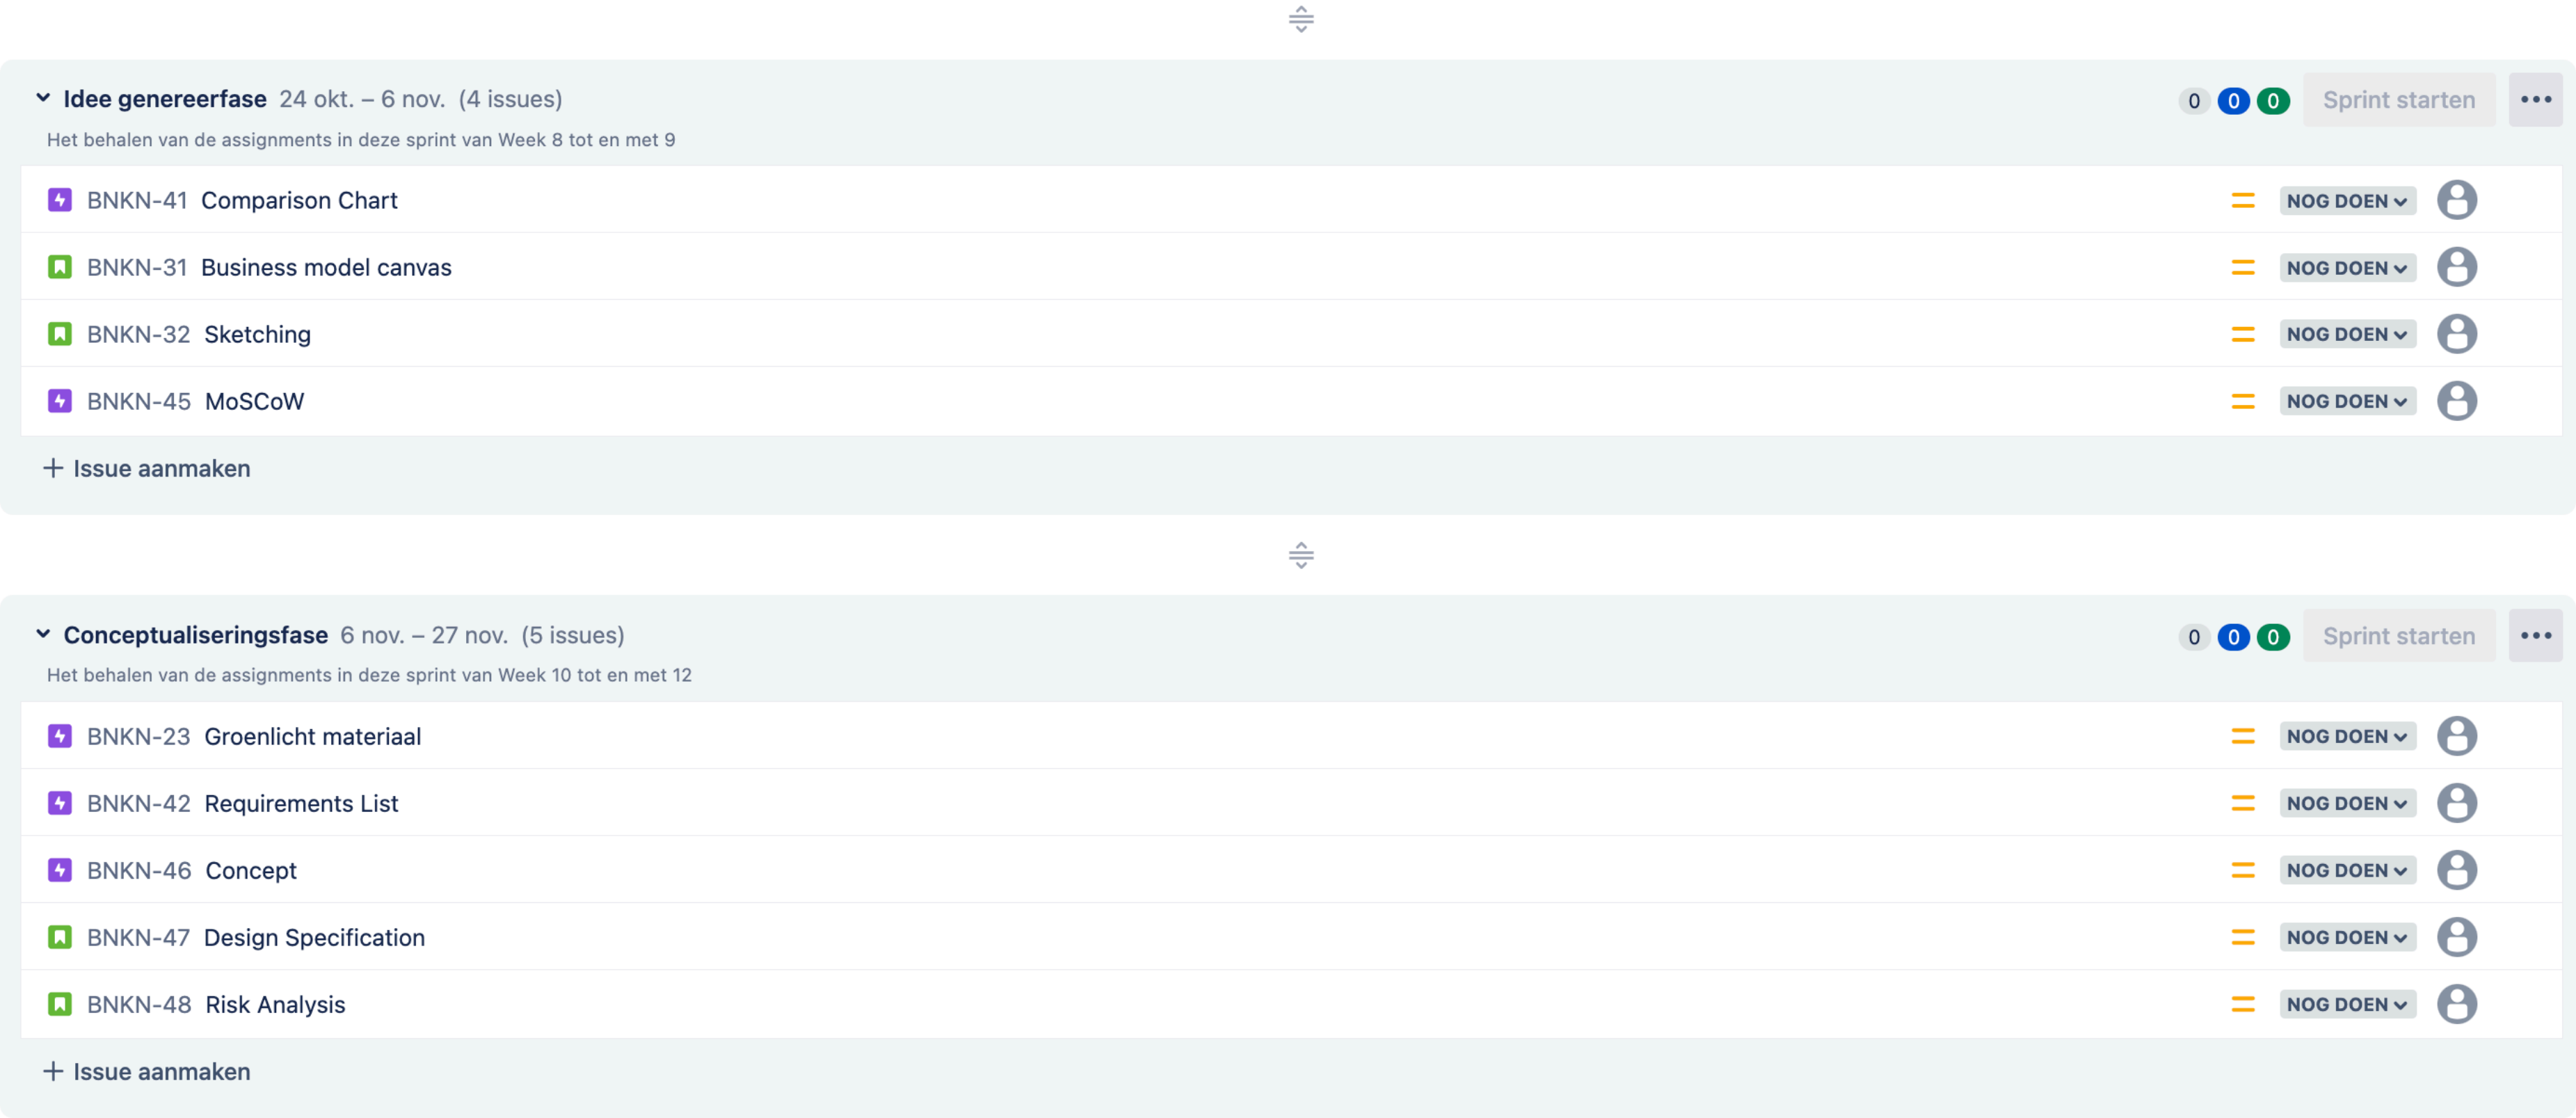 Idee genereerfase 24 okt. – 6 nov. (4 issues) 0 0 0 Sprint starten
Het behalen van de assignments in deze sprint van Week 8 tot en met 9
BNKN-41 Comparison Chart NOG DOEN
BNKN-31 Business model canvas NOG DOEN
BNKN-32 Sketching NOG DOEN
BNKN-45 MoSCoW NOG DOEN
+ Issue aanmaken
Conceptualiseringsfase 6 nov. – 27 nov. (5 issues) 0 0 0 Sprint starten
Het behalen van de assignments in deze sprint van Week 10 tot en met 12
BNKN-23 Groenlicht materiaal NOG DOEN
BNKN-42 Requirements List NOG DOEN
BNKN-46 Concept NOG DOEN
BNKN-47 Design Specification NOG DOEN
BNKN-48 Risk Analysis NOG DOEN
+ Issue aanmaken